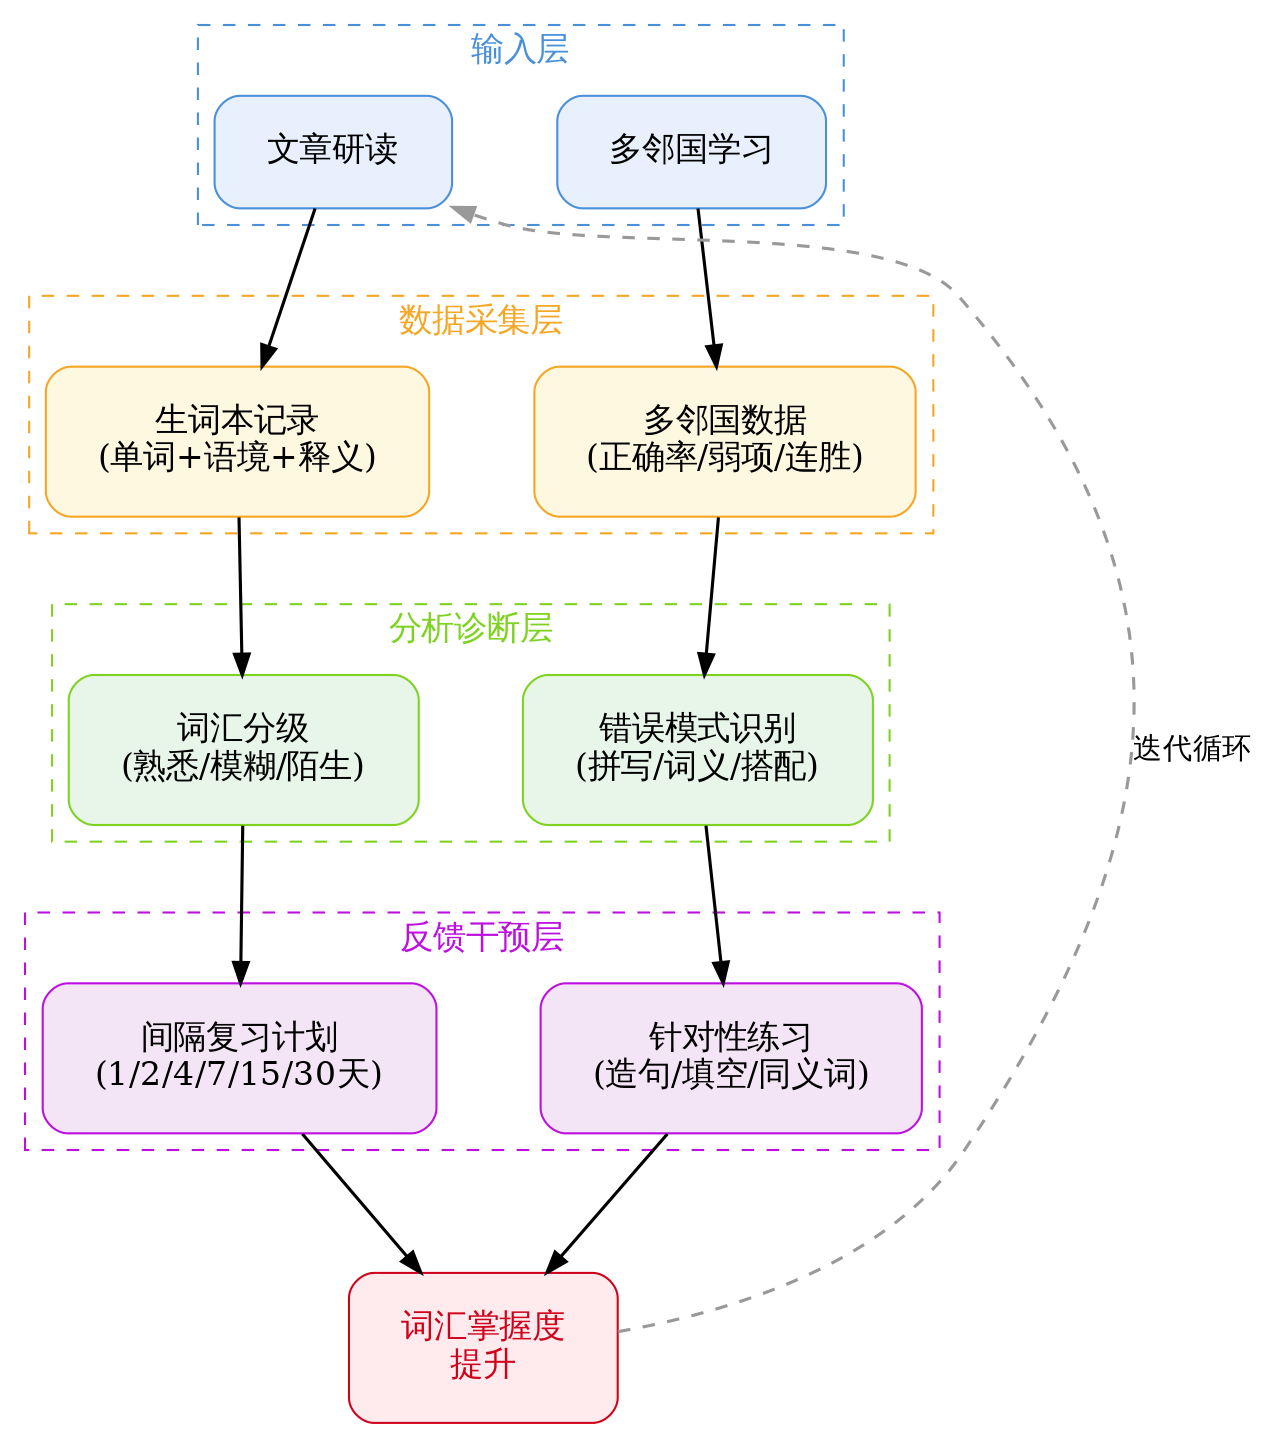 输入层
文章研读
多邻国学习
数据采集层
生词本记录
(单词+语境+释义)
多邻国数据
(正确率/弱项/连胜)
分析诊断层
词汇分级
(熟悉/模糊/陌生)
错误模式识别
(拼写/词义/搭配)
迭代循环
反馈干预层
间隔复习计划
(1/2/4/7/15/30天)
针对性练习
(造句/填空/同义词)
词汇掌握度
提升